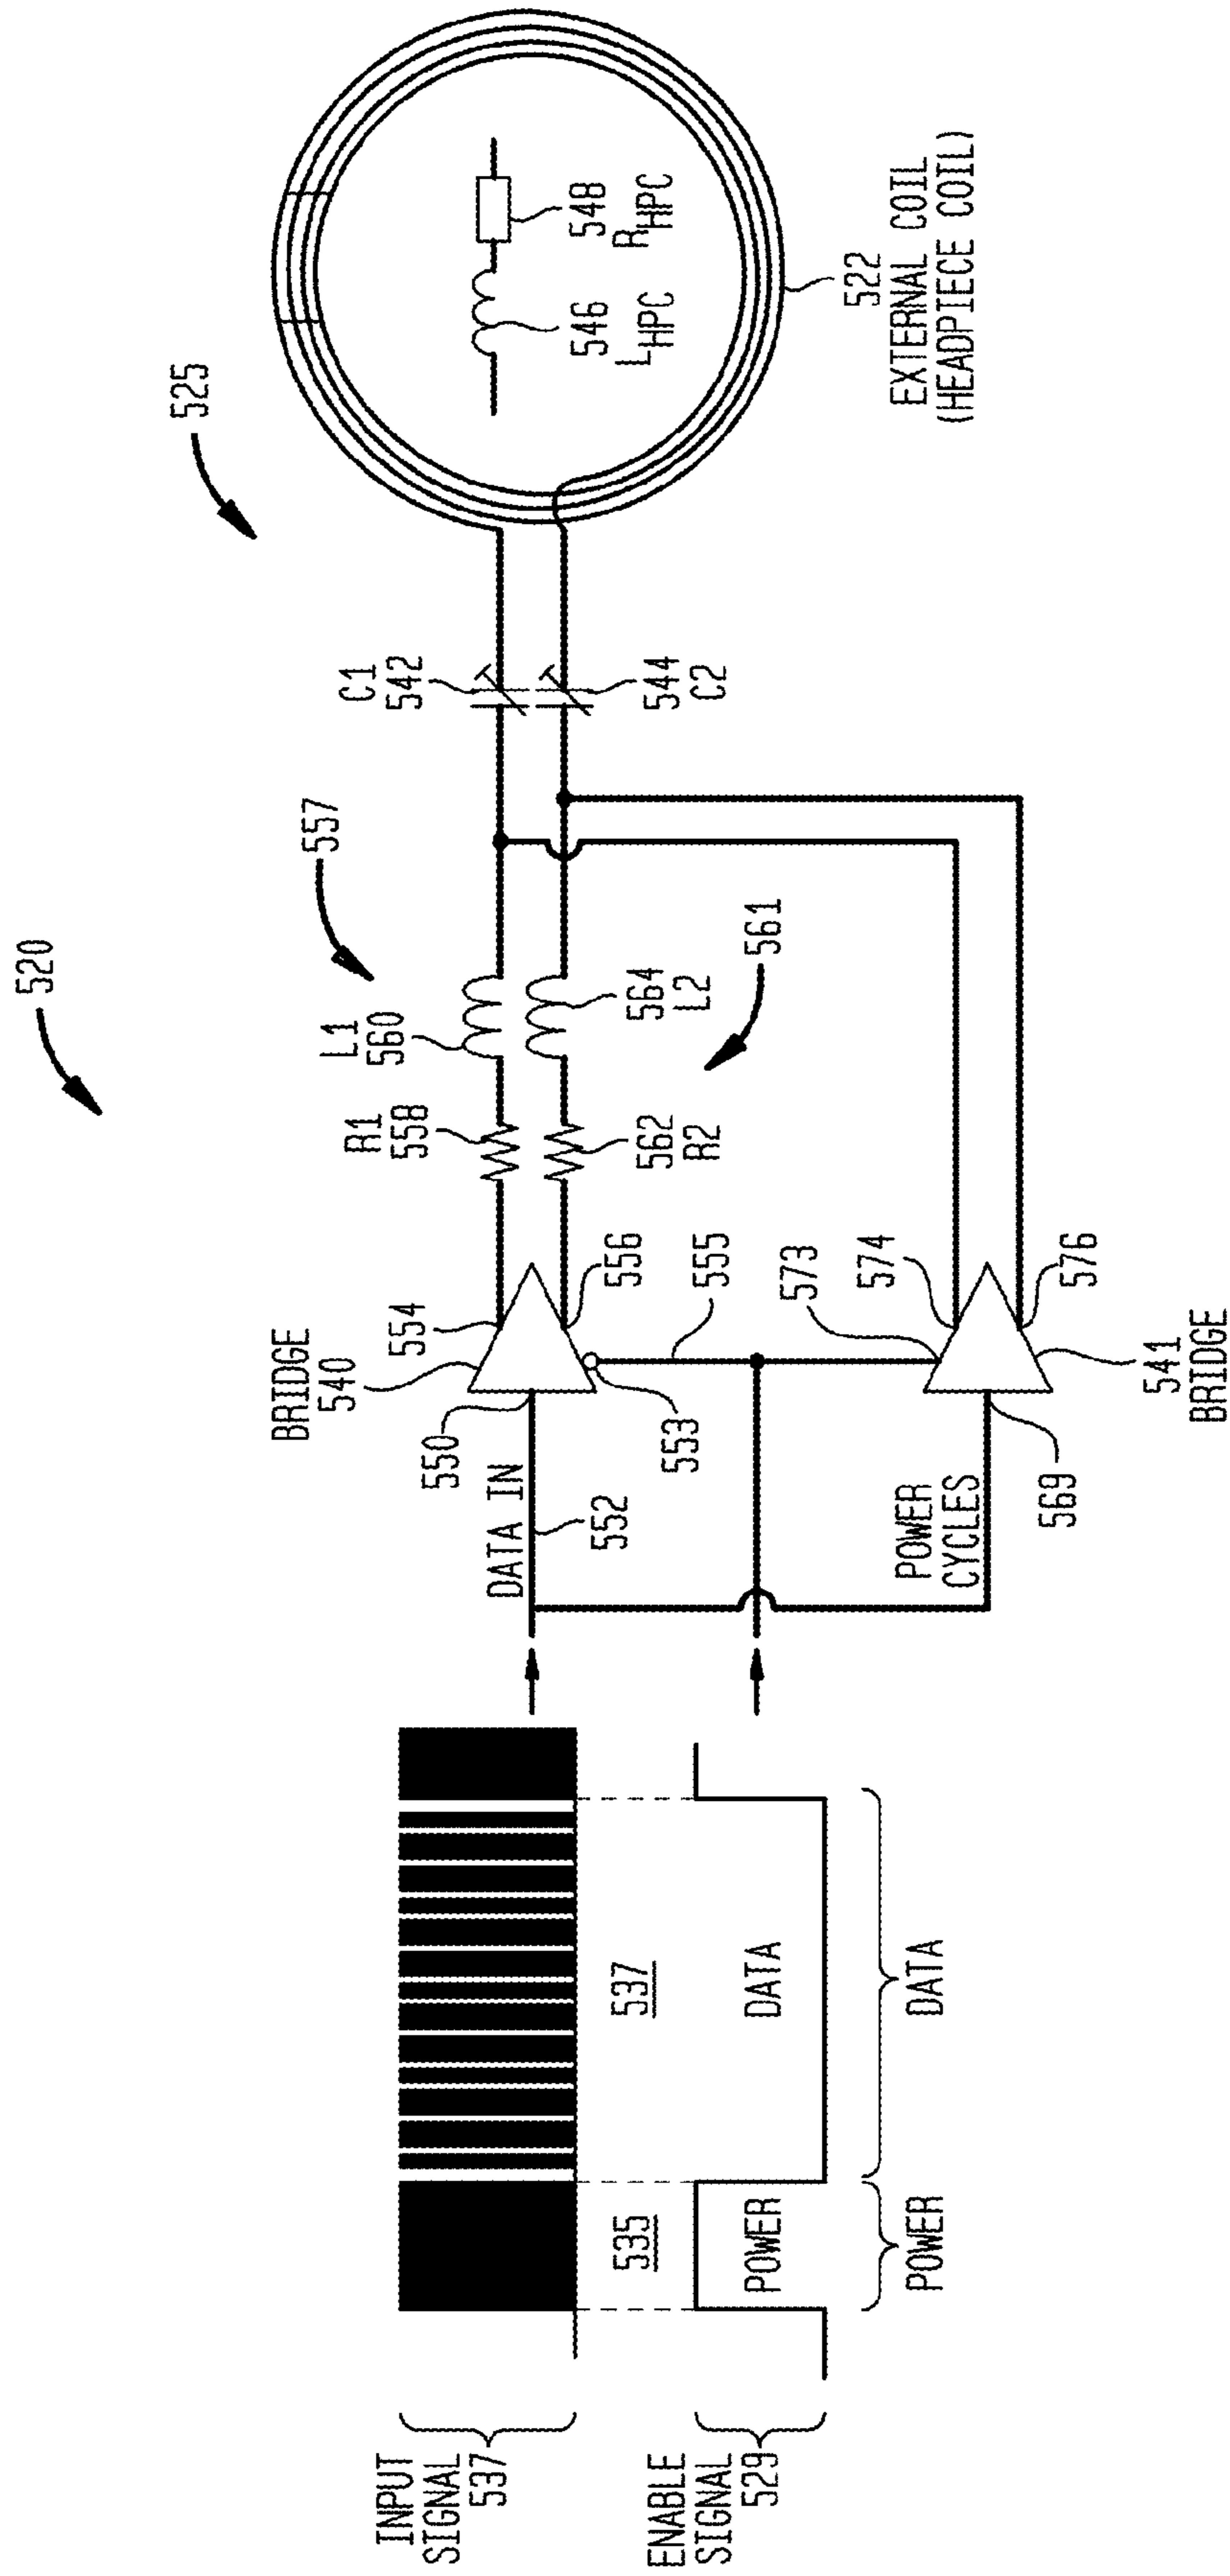 520
525
557
561
INPUT
SIGNAL
537
ENABLE
SIGNAL
529
535
537
POWER
DATA
POWER
DATA
DATA IN
552
POWER
CYCLES
BRIDGE
540
550
554
556
553
555
573
574
576
569
541
BRIDGE
R1
558
L1
560
562
R2
564
L2
C1
542
544
C2
546
LHPC
548
RHPC
522
EXTERNAL COIL
(HEADPIECE COIL)